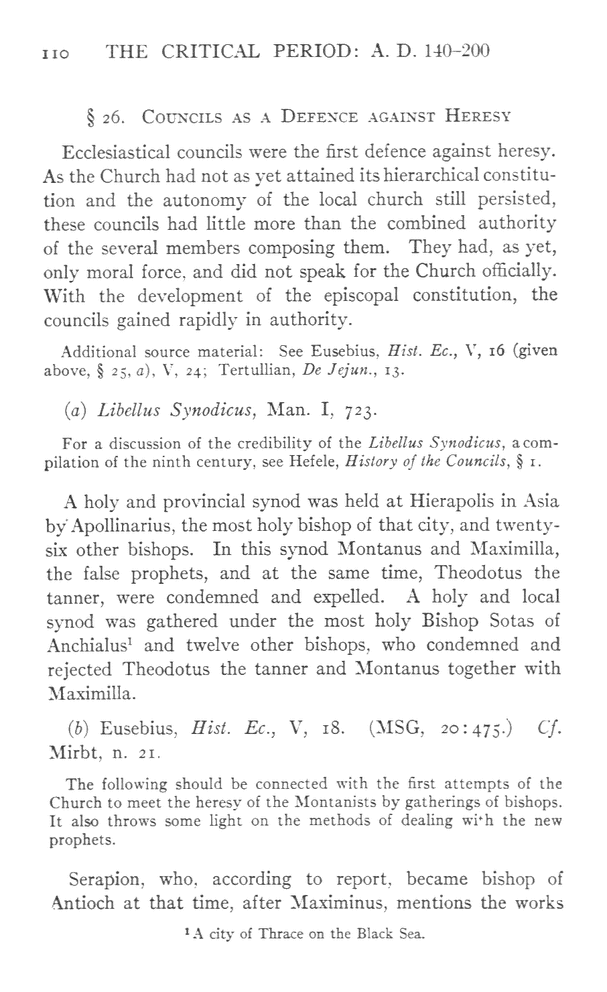 110 THE CRITICAL PERIOD: A. D. 140–200
§ 26. COUNCILS AS A DEFENCE AGAINST HERESY
Ecclesiastical councils were the first defence against heresy.
As the Church had not as yet attained its hierarchical constitu-
tion and the autonomy of the local church still persisted,
these councils had little more than the combined authority
of the several members composing them. They had, as yet,
only moral force, and did not speak for the Church officially.
With the development of the episcopal constitution, the
councils gained rapidly in authority.
Additional source material: See Eusebius, Hist. Ec., V, 16 (given
above, § 25, a), V, 24; Tertullian, De Jejun., 13.
(a) Libellus Synodicus, Man. I, 723.
For a discussion of the credibility of the Libellus Synodicus, a com-
pilation of the ninth century, see Hefele, History of the Councils, § 1.
A holy and provincial synod was held at Hierapolis in Asia
by Apollinarius, the most holy bishop of that city, and twenty-
six other bishops. In this synod Montanus and Maximilla,
the false prophets, and at the same time, Theodotus the
tanner, were condemned and expelled. A holy and local
synod was gathered under the most holy Bishop Sotas of
Anchialus¹ and twelve other bishops, who condemned and
rejected Theodotus the tanner and Montanus together with
Maximilla.
(b) Eusebius, Hist. Ec., V, 18. (MSG, 20:475.) Cf.
Mirbt, n. 21.
The following should be connected with the first attempts of the
Church to meet the heresy of the Montanists by gatherings of bishops.
It also throws some light on the methods of dealing with the new
prophets.
Serapion, who, according to report, became bishop of
Antioch at that time, after Maximinus, mentions the works
¹ A city of Thrace on the Black Sea.